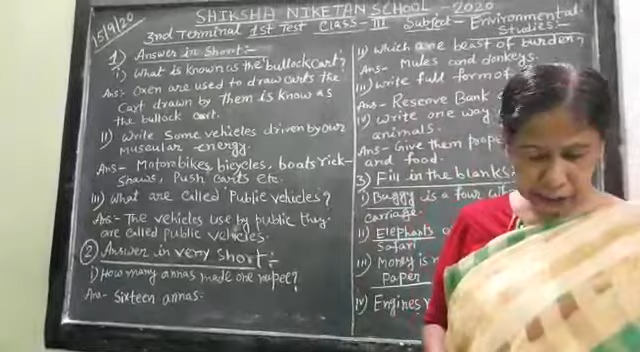 SHIKSHA NIKETAN SCHOOL - 2020
15/9/20
3nd Terminal 1st Test Class - III Subject - Environmental Studies :-
1) Answer in Shoort :-
i) What is known as the 'bullock cart'?
Ans:- Oxen are used to draw carts the
cart drawn by them is know as
the bullock cart.
II) Write some vehicles driven by our
muscular energy.
Ans - Motorbikes, bicycles, boats rick-
shaws, push carts etc.
III) What are called 'Public vehicles'?
Ans:- The vehicles use by public they
are called public vehicles.
2) Answer in very short :-
i) How many annas made one rupee?
Ans:- Sixteen annas.
II) Which are beast of burden?
Ans:- Mules and donkeys.
III) Write full form of
Ans - Reserve Bank
IV) Write one way
animals.
Ans:- Give them
and food.
3) Fill in the blanks
i) Buggy is a four
carriage.
II) Elephants
safari
III) Money is
paper
IV) Engines